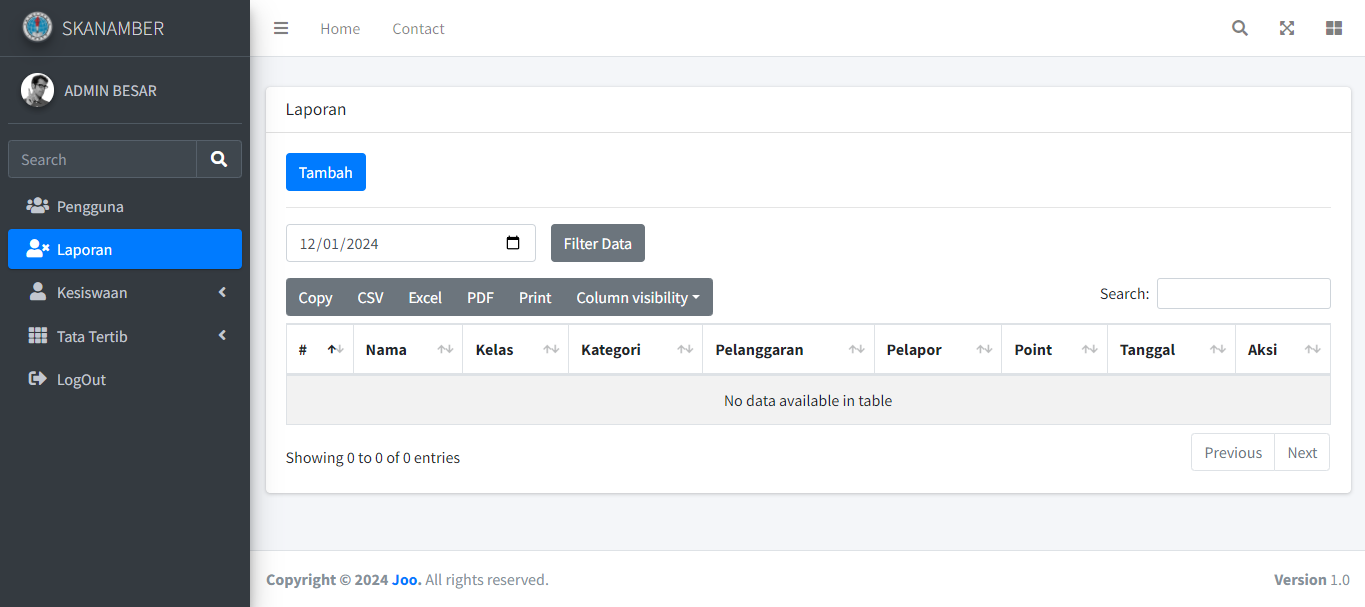 SKANAMBER
Home Contact
ADMIN BESAR
Search
Pengguna
Laporan
Kesiswaan
Tata Tertib
LogOut
Laporan
Tambah
12/01/2024 Filter Data
Copy CSV Excel PDF Print Column visibility Search:
# Nama Kelas Kategori Pelanggaran Pelapor Point Tanggal Aksi
No data available in table
Showing 0 to 0 of 0 entries Previous Next
Copyright © 2024 Joo. All rights reserved. Version 1.0